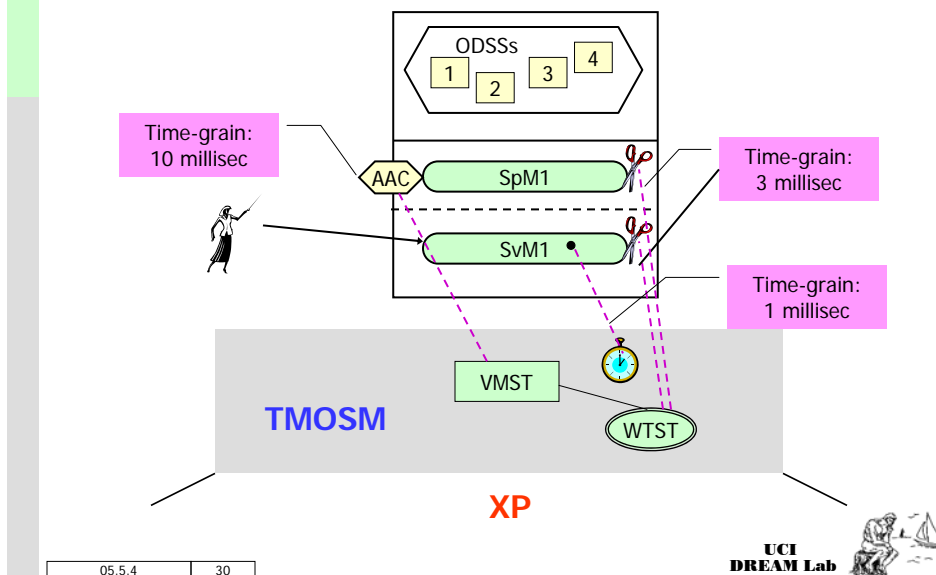 ODSSs
1
2
3
4
Time-grain:
10 millisec
AAC
SpM1
Time-grain:
3 millisec
SvM1
Time-grain:
1 millisec
VMST
TMOSM
WTST
XP
05.5.4
30
UCI
DREAM Lab